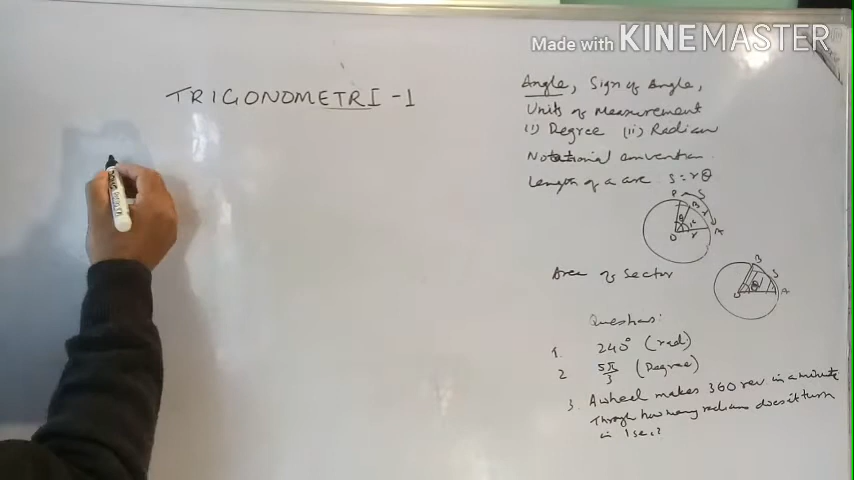 Made with KINEMASTER
TRIGONOMETRI-1
Angle, Sign of Angle,
Units of Measurement
(i) Degree (ii) Radian
Notational convention
Length of a arc S=rθ
P S
B
θ
O r A
Area of Sector
B
S
θ
O A
Questions:
1. 240° (rad)
2 5π/3 (Degree)
3. A wheel makes 360 rev in a minute
Through how many radians does it turn
in 1 sec?